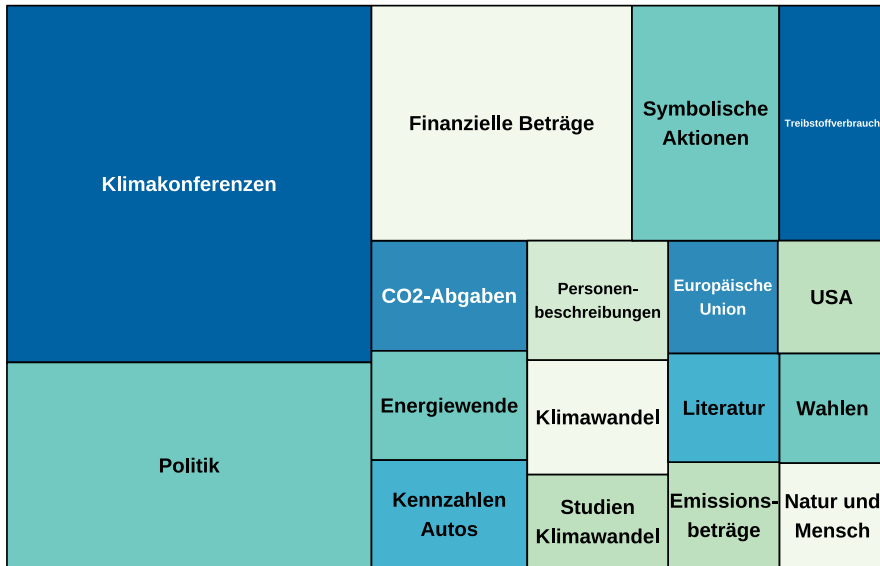 Klimakonferenzen
Finanzielle Beträge
Symbolische
Aktionen
Treibstoffverbrauch
CO2-Abgaben
Personen-
beschreibungen
Europäische
Union
USA
Energiewende
Klimawandel
Literatur
Wahlen
Politik
Kennzahlen
Autos
Studien
Klimawandel
Emissions-
beträge
Natur und
Mensch